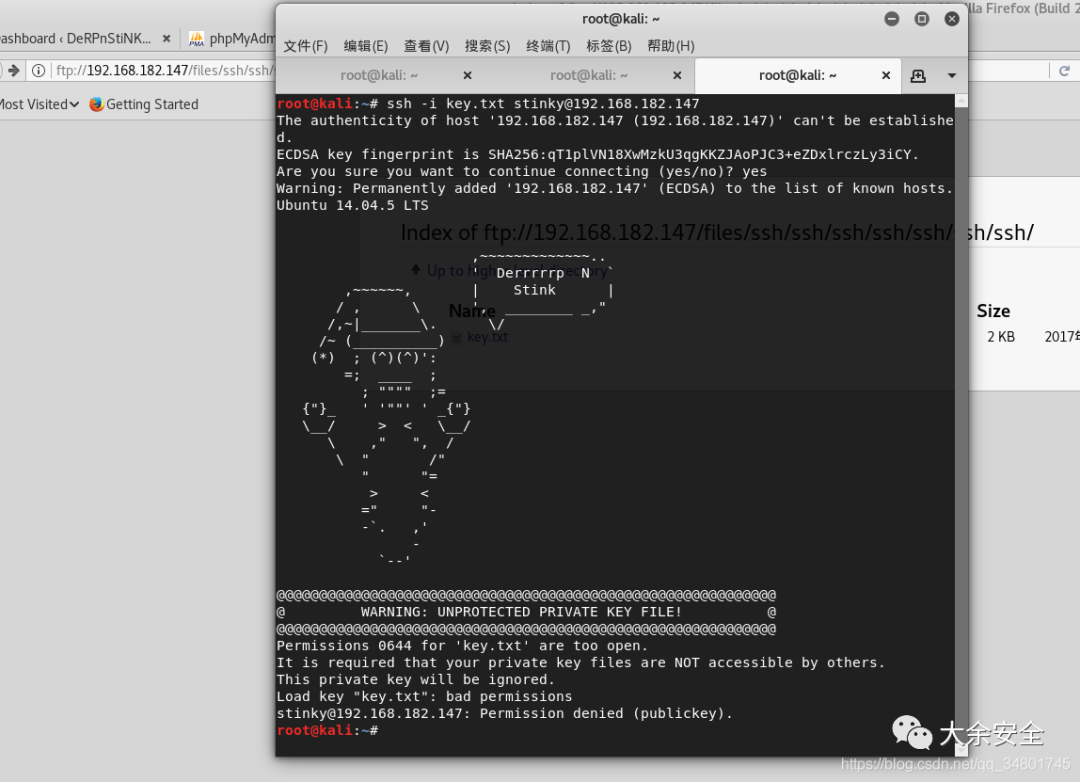 root@kali: ~
lla Firefox (Build 2
ashboard ‹ DeRPnStiNK...
phpMyAdm
文件(F) 编辑(E) 查看(V) 搜索(S) 终端(T) 标签(B) 帮助(H)
ftp://192.168.182.147/files/ssh/ssh/s
root@kali: ~
root@kali: ~
root@kali: ~
Most Visited
Getting Started
root@kali:~# ssh -i key.txt stinky@192.168.182.147
The authenticity of host '192.168.182.147 (192.168.182.147)' can't be establishe
d.
ECDSA key fingerprint is SHA256:qT1plVN18XwMzkU3qgKKZJAoPJC3+eZDxlrczLy3iCY.
Are you sure you want to continue connecting (yes/no)? yes
Warning: Permanently added '192.168.182.147' (ECDSA) to the list of known hosts.
Ubuntu 14.04.5 LTS
Index of ftp://192.168.182.147/files/ssh/ssh/ssh/ssh/ssh/ssh/ssh/
Derrrrrp N
Stink
Name
Size
key.txt
2 KB
2017年
@@@@@@@@@@@@@@@@@@@@@@@@@@@@@@@@@@@@@@@@@@@@@@@@@@@@@@@@@@@
@         WARNING: UNPROTECTED PRIVATE KEY FILE!          @
@@@@@@@@@@@@@@@@@@@@@@@@@@@@@@@@@@@@@@@@@@@@@@@@@@@@@@@@@@@
Permissions 0644 for 'key.txt' are too open.
It is required that your private key files are NOT accessible by others.
This private key will be ignored.
Load key "key.txt": bad permissions
stinky@192.168.182.147: Permission denied (publickey).
root@kali:~#
大余安全
https://blog.csdn.net/qq_34801745